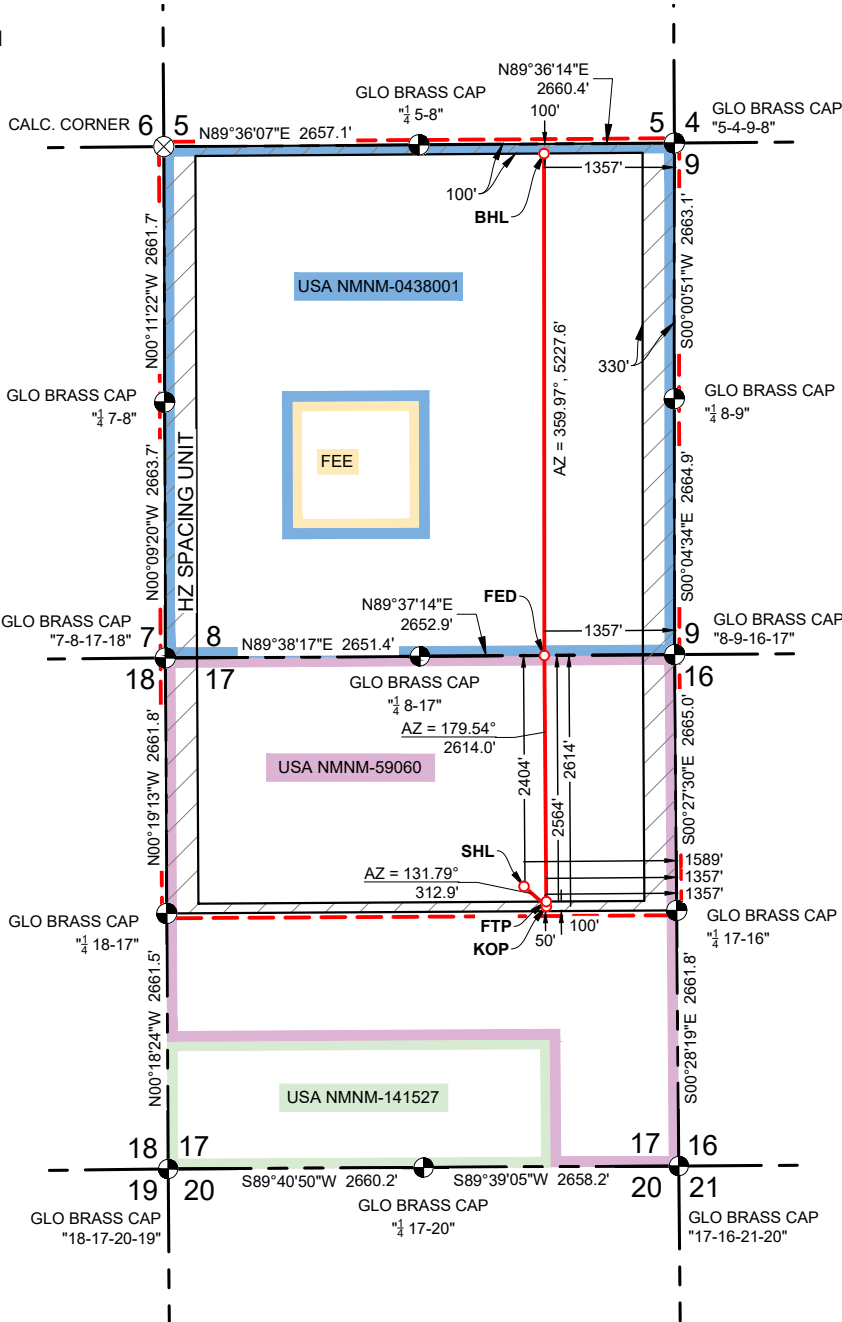 N89°36'14"E
2660.4'
GLO BRASS CAP
"1/4 5-8"
100'
CALC. CORNER
6
5
N89°36'07"E 2657.1'
5
4
GLO BRASS CAP
"5-4-9-8"
9
1357'
100'
BHL
N00°11'22"W 2661.7'
S00°00'51"W 2663.1'
USA NMNM-0438001
330'
GLO BRASS CAP
"1/4 7-8"
GLO BRASS CAP
"1/4 8-9"
AZ = 359.97°, 5227.6'
HZ SPACING UNIT
FEE
N00°09'20"W 2663.7'
S00°04'34"E 2664.9'
FED
N89°37'14"E
2652.9'
GLO BRASS CAP
"7-8-17-18"
7
8
N89°38'17"E 2651.4'
1357'
9
GLO BRASS CAP
"8-9-16-17"
18
17
16
GLO BRASS CAP
"1/4 8-17"
AZ = 179.54°
2614.0'
USA NMNM-59060
2404'
2564'
2614'
N00°19'13"W 2661.8'
S00°27'30"E 2665.0'
SHL
1589'
1357'
1357'
AZ = 131.79°
312.9'
GLO BRASS CAP
"1/4 18-17"
FTP
KOP
50'
100'
GLO BRASS CAP
"1/4 17-16"
N00°18'24"W 2661.5'
S00°28'19"E 2661.8'
USA NMNM-141527
18
17
17
16
19
20
S89°40'50"W 2660.2'
S89°39'05"W 2658.2'
20
21
GLO BRASS CAP
"18-17-20-19"
GLO BRASS CAP
"1/4 17-20"
GLO BRASS CAP
"17-16-21-20"